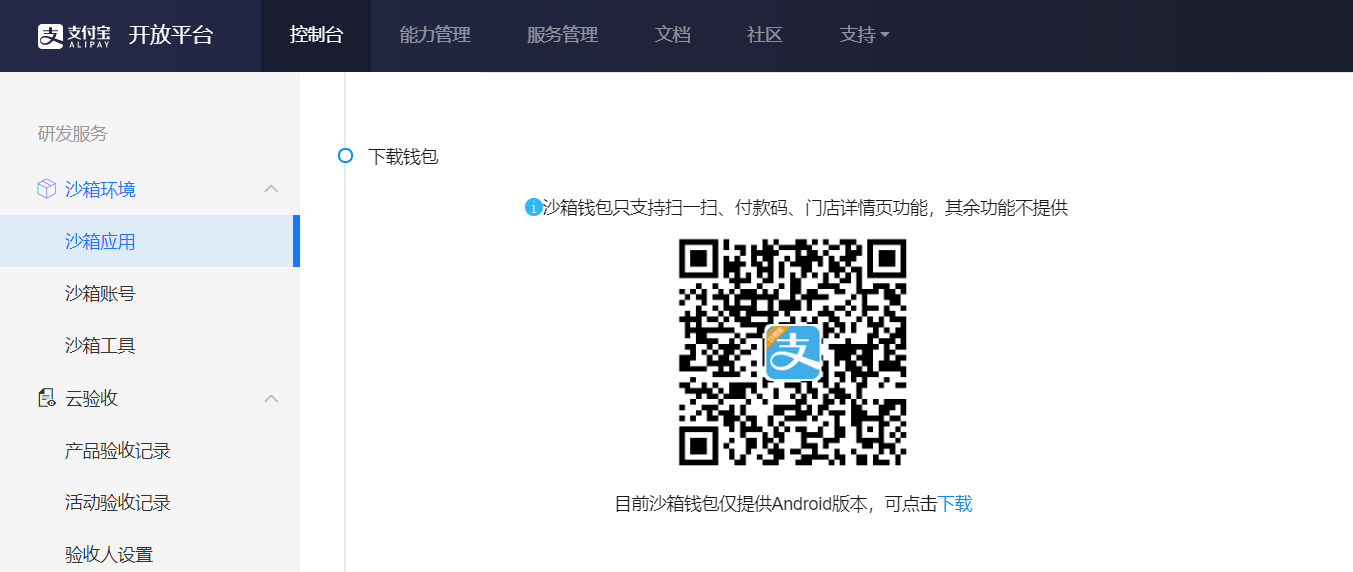 支付宝 ALIPAY 开放平台 控制台 能力管理 服务管理 文档 社区 支持
研发服务
沙箱环境
沙箱应用
沙箱账号
沙箱工具
云验收
产品验收记录
活动验收记录
验收人设置
下载钱包
沙箱钱包只支持扫一扫、付款码、门店详情页功能，其余功能不提供
支
目前沙箱钱包仅提供Android版本，可点击下载